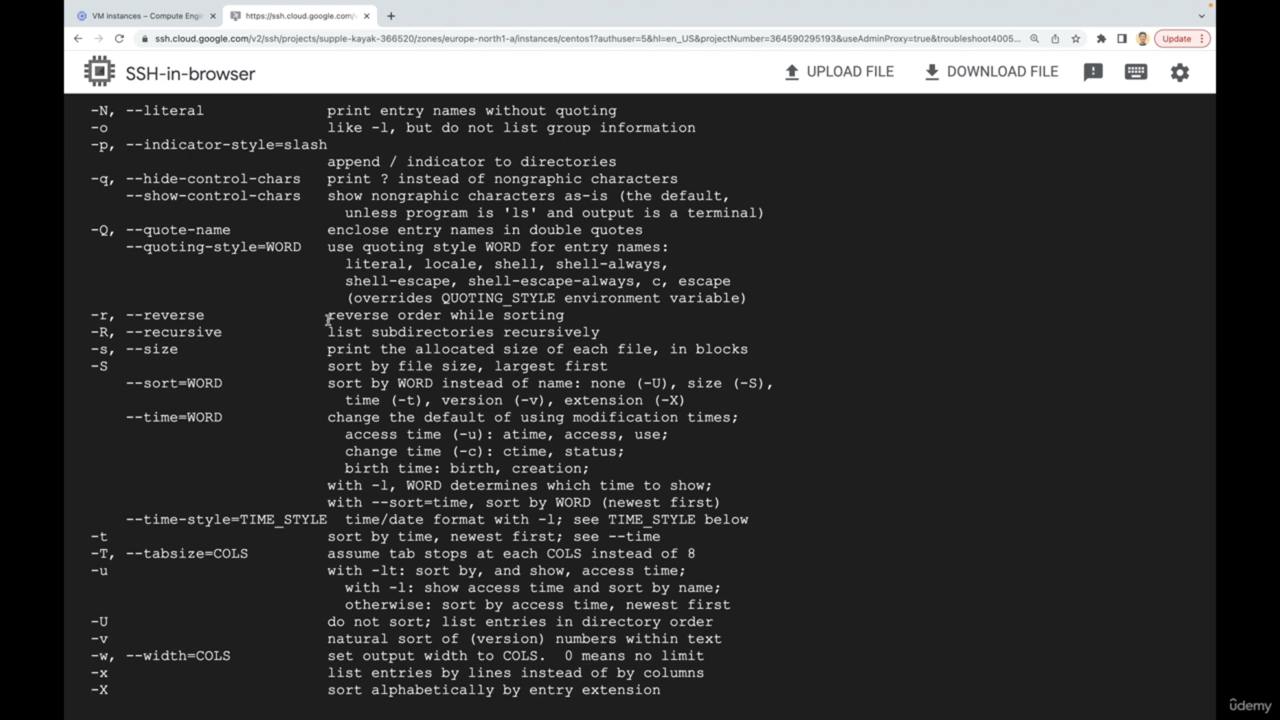 VM instances – Compute Engi
https://ssh.cloud.google.com/v
ssh.cloud.google.com/v2/ssh/projects/supple-kayak-366520/zones/europe-north1-a/instances/centos1?authuser=5&hl=en_US&projectNumber=364590295193&useAdminProxy=true&troubleshoot4005...
Update
SSH-in-browser
UPLOAD FILE
DOWNLOAD FILE
-N, --literal print entry names without quoting
-o like -l, but do not list group information
-p, --indicator-style=slash
append / indicator to directories
-q, --hide-control-chars print ? instead of nongraphic characters
--show-control-chars show nongraphic characters as-is (the default,
unless program is 'ls' and output is a terminal)
-Q, --quote-name enclose entry names in double quotes
--quoting-style=WORD use quoting style WORD for entry names:
literal, locale, shell, shell-always,
shell-escape, shell-escape-always, c, escape
(overrides QUOTING_STYLE environment variable)
-r, --reverse reverse order while sorting
-R, --recursive list subdirectories recursively
-s, --size print the allocated size of each file, in blocks
-S sort by file size, largest first
--sort=WORD sort by WORD instead of name: none (-U), size (-S),
time (-t), version (-v), extension (-X)
--time=WORD change the default of using modification times;
access time (-u): atime, access, use;
change time (-c): ctime, status;
birth time: birth, creation;
with -l, WORD determines which time to show;
with --sort=time, sort by WORD (newest first)
--time-style=TIME_STYLE time/date format with -l; see TIME_STYLE below
-t sort by time, newest first; see --time
-T, --tabsize=COLS assume tab stops at each COLS instead of 8
-u with -lt: sort by, and show, access time;
with -l: show access time and sort by name;
otherwise: sort by access time, newest first
-U do not sort; list entries in directory order
-v natural sort of (version) numbers within text
-w, --width=COLS set output width to COLS. 0 means no limit
-x list entries by lines instead of by columns
-X sort alphabetically by entry extension
ûdemy